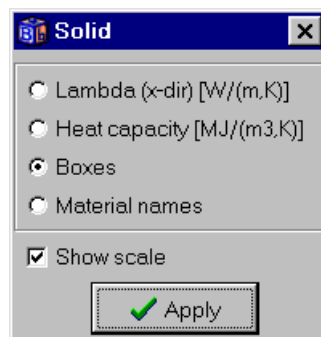 Solid
Lambda (x-dir) [W/(m,K)]
Heat capacity [MJ/(m3,K)]
Boxes
Material names
Show scale
Apply